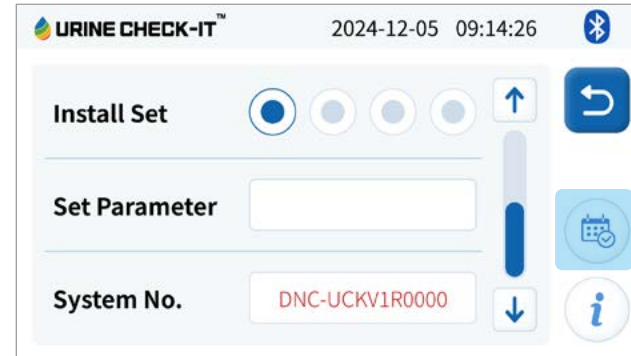 URINE CHECK-IT™ 2024-12-05 09:14:26
Install Set
Set Parameter
System No. DNC-UCKV1R0000
i